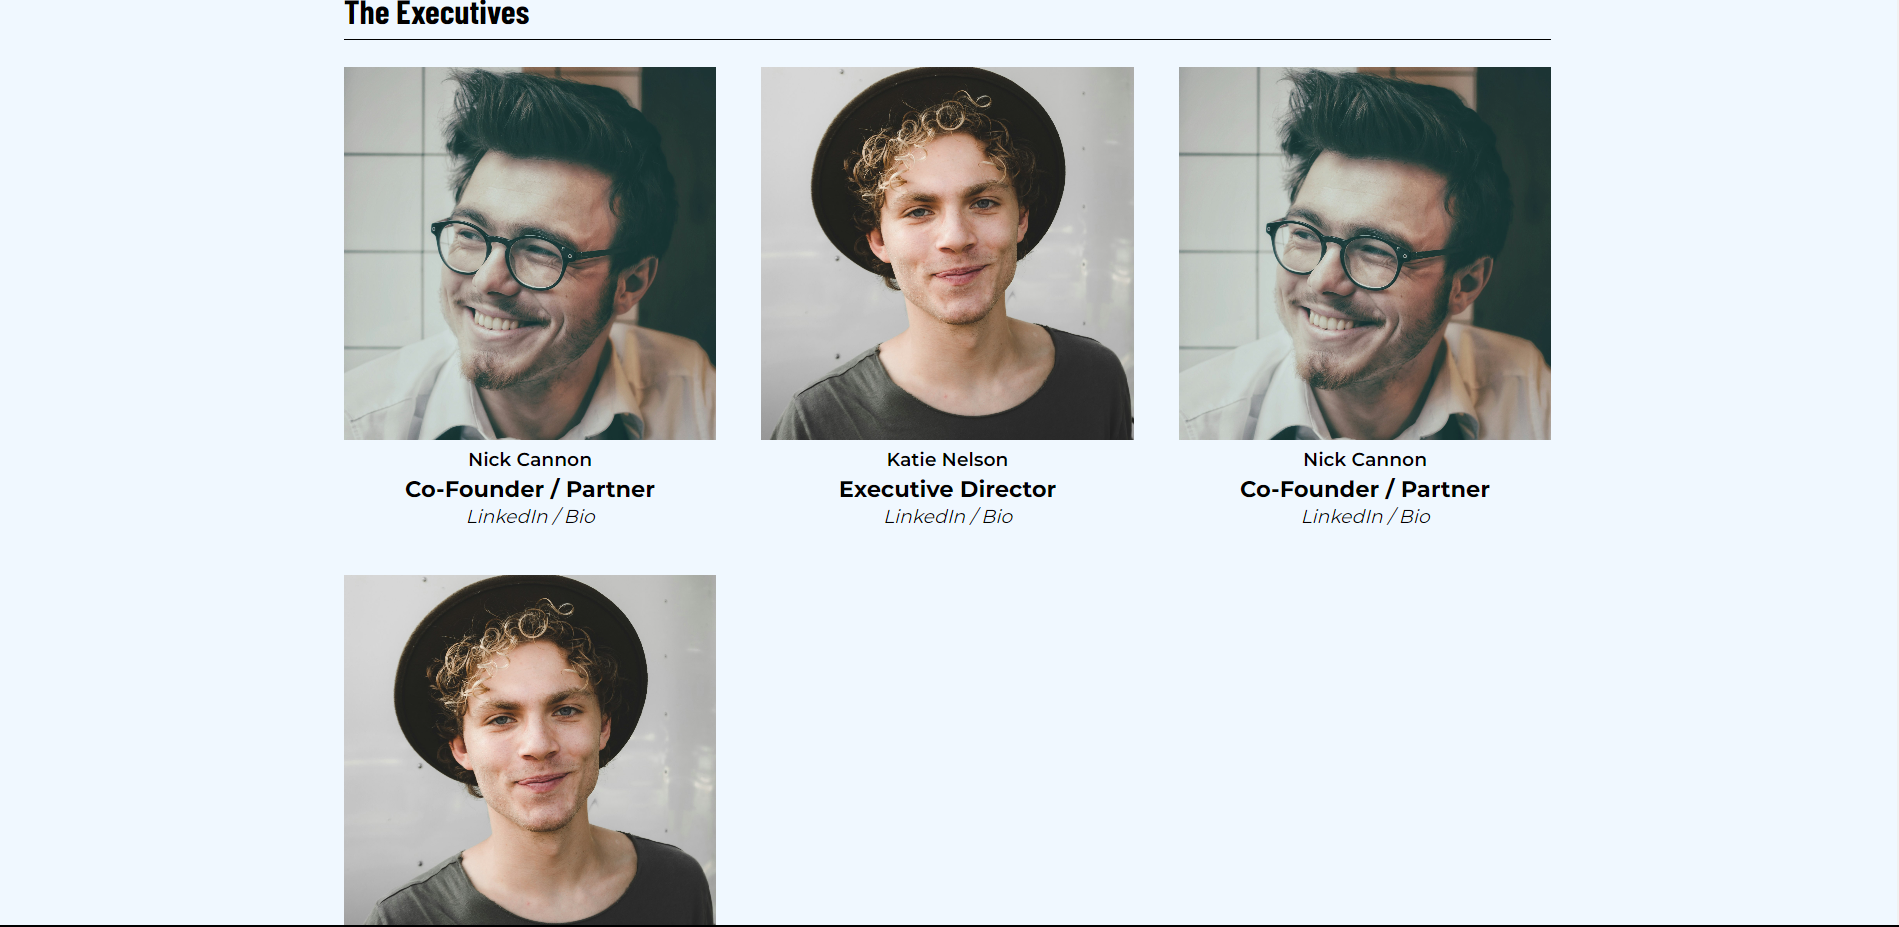 The Executives
Nick Cannon
Co-Founder / Partner
LinkedIn / Bio
Katie Nelson
Executive Director
LinkedIn / Bio
Nick Cannon
Co-Founder / Partner
LinkedIn / Bio